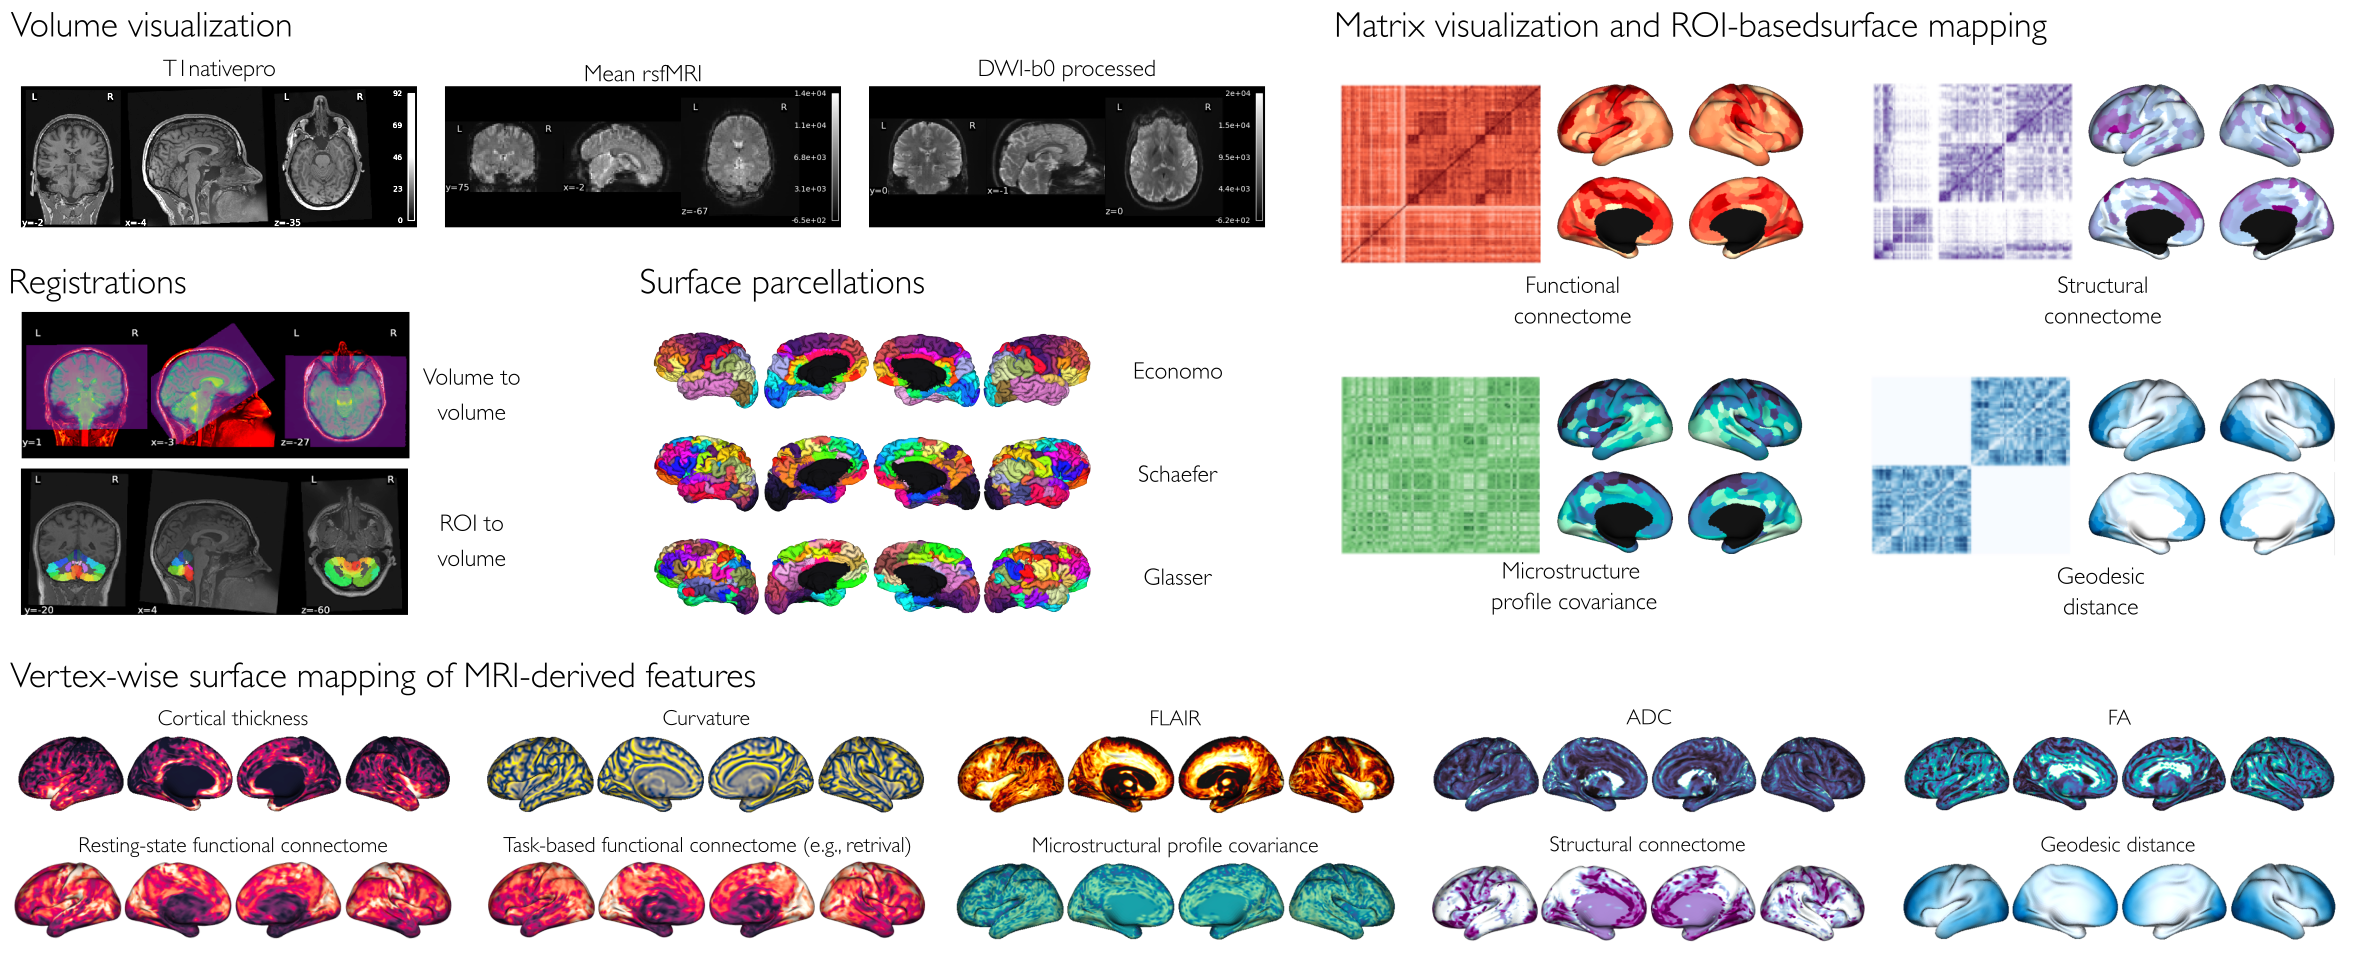 Volume visualization
T1nativepro
L R L R 92
69
46
23
0
y=-2 x=-4 z=-35
Mean rsfMRI
1.4e+04
L R
1.1e+04
L R
6.8e+03
y=75 x=-2
3.1e+03
z=-67
-6.5e+02
DWI-b0 processed
2e+04
L R
1.5e+04
L R
9.5e+03
y=0 x=-1
4.4e+03
z=0
-6.2e+02
Matrix visualization and ROI-basedsurface mapping
Functional
connectome
Structural
connectome
Microstructure
profile covariance
Geodesic
distance
Registrations
L R L R
y=1 x=-3 z=-27
Volume to
volume
L R L R
y=-20 x=4 z=-60
ROI to
volume
Surface parcellations
Economo
Schaefer
Glasser
Vertex-wise surface mapping of MRI-derived features
Cortical thickness
Curvature
FLAIR
ADC
FA
Resting-state functional connectome
Task-based functional connectome (e.g., retrival)
Microstructural profile covariance
Structural connectome
Geodesic distance